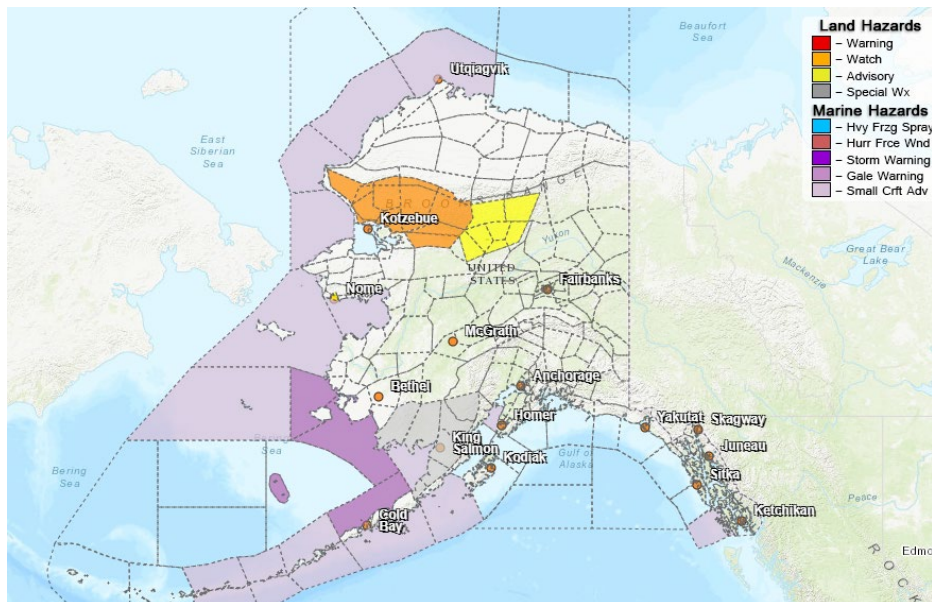 Beaufort
Sea
Land Hazards
– Warning
– Watch
– Advisory
– Special Wx
Marine Hazards
– Hvy Frzg Spray
– Hurr Frce Wnd
– Storm Warning
– Gale Warning
– Small Crft Adv
Utqiagvik
East
Siberian
Sea
BROOKS RANGE
Kotzebue
Yukon
Great Bear
Lake
Mackenzie
UNITED
STATES
Fairbanks
Nome
McGrath
Anchorage
Bethel
Homer
Yakutat
Skagway
King
Salmon
Juneau
Sea
Bering
Sea
Gulf of
Alaska
Kodiak
Sitka
Peace
Cold
Bay
Ketchikan
Edmo
ROCK